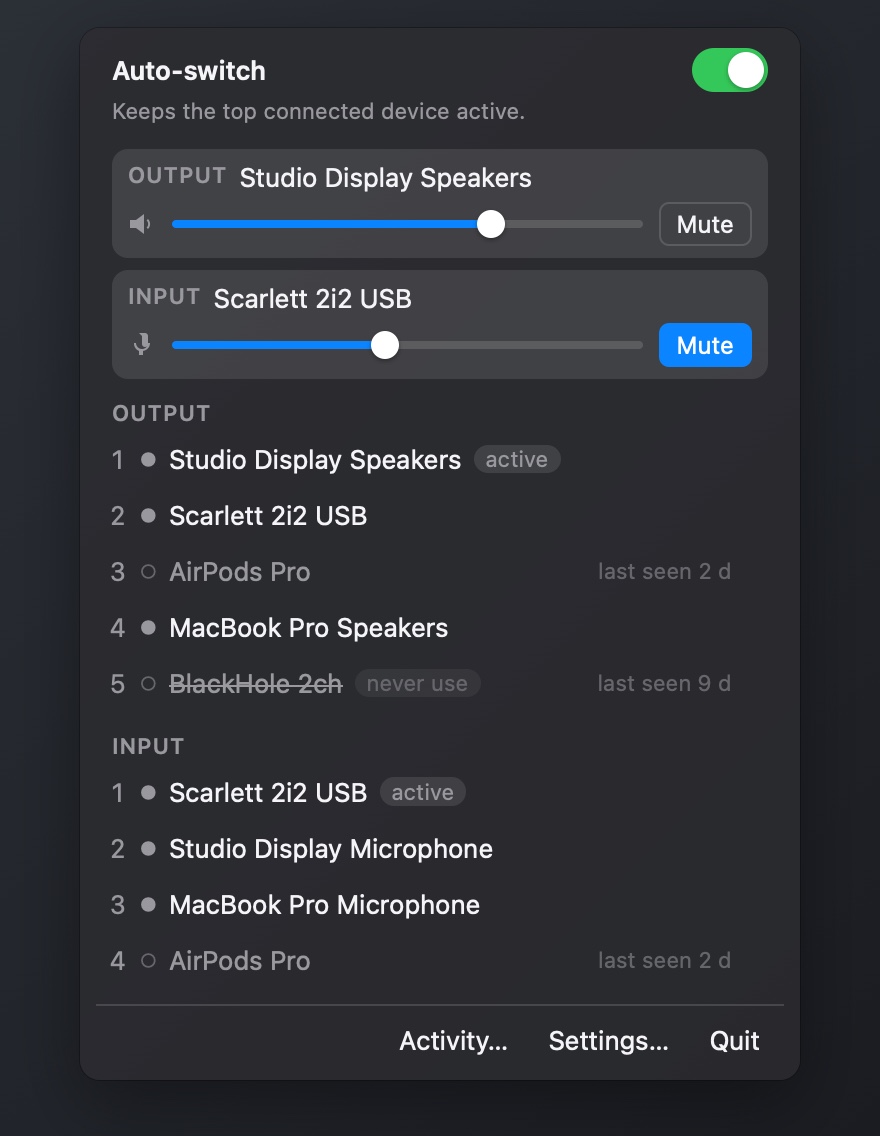 Auto-switch
Keeps the top connected device active.
OUTPUT Studio Display Speakers
Mute
INPUT Scarlett 2i2 USB
Mute
OUTPUT
1 Studio Display Speakers active
2 Scarlett 2i2 USB
3 AirPods Pro last seen 2 d
4 MacBook Pro Speakers
5 BlackHole 2ch never use last seen 9 d
INPUT
1 Scarlett 2i2 USB active
2 Studio Display Microphone
3 MacBook Pro Microphone
4 AirPods Pro last seen 2 d
Activity... Settings... Quit